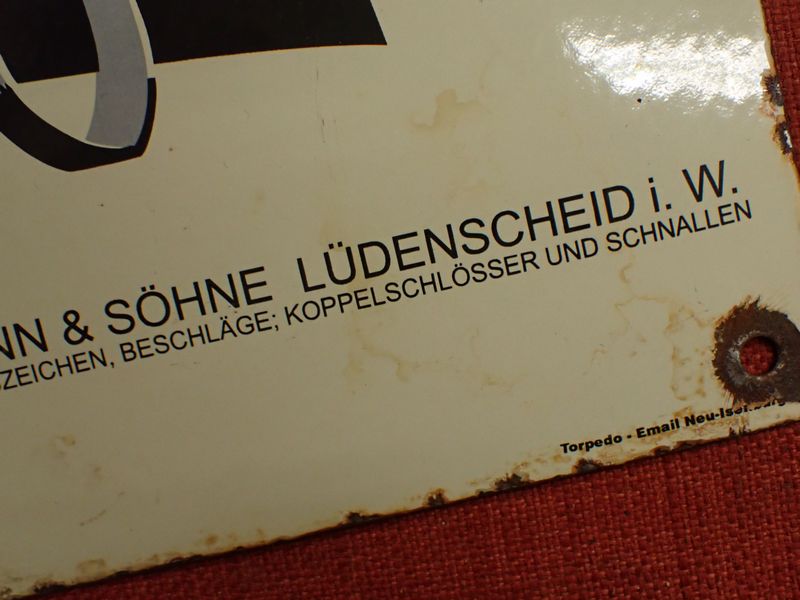 NN & SÖHNE LÜDENSCHEID i. W.
ZEICHEN, BESCHLÄGE; KOPPELSCHLÖSSER UND SCHNALLEN
Torpedo - Email